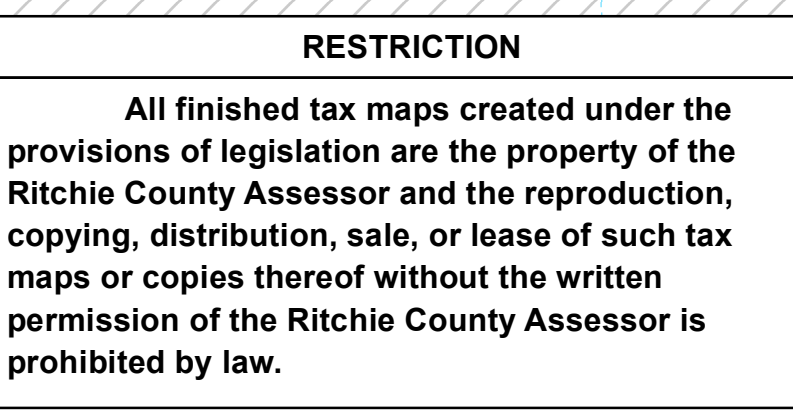 RESTRICTION
All finished tax maps created under the
provisions of legislation are the property of the
Ritchie County Assessor and the reproduction,
copying, distribution, sale, or lease of such tax
maps or copies thereof without the written
permission of the Ritchie County Assessor is
prohibited by law.